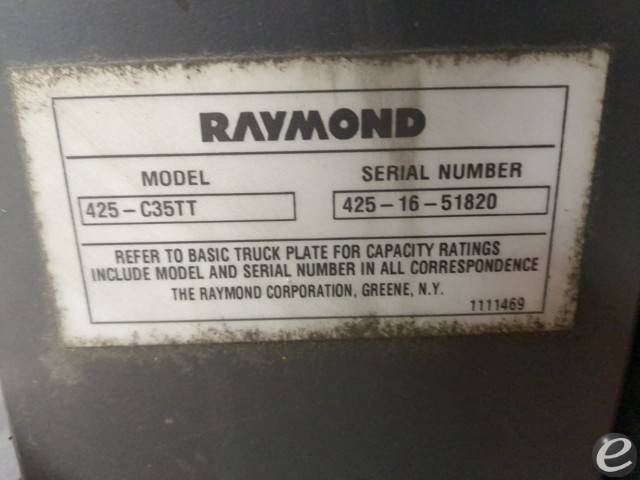 RAYMOND
MODEL
SERIAL NUMBER
425-C35TT
425-16-51820
REFER TO BASIC TRUCK PLATE FOR CAPACITY RATINGS
INCLUDE MODEL AND SERIAL NUMBER IN ALL CORRESPONDENCE
THE RAYMOND CORPORATION, GREENE, N.Y.
1111469
e